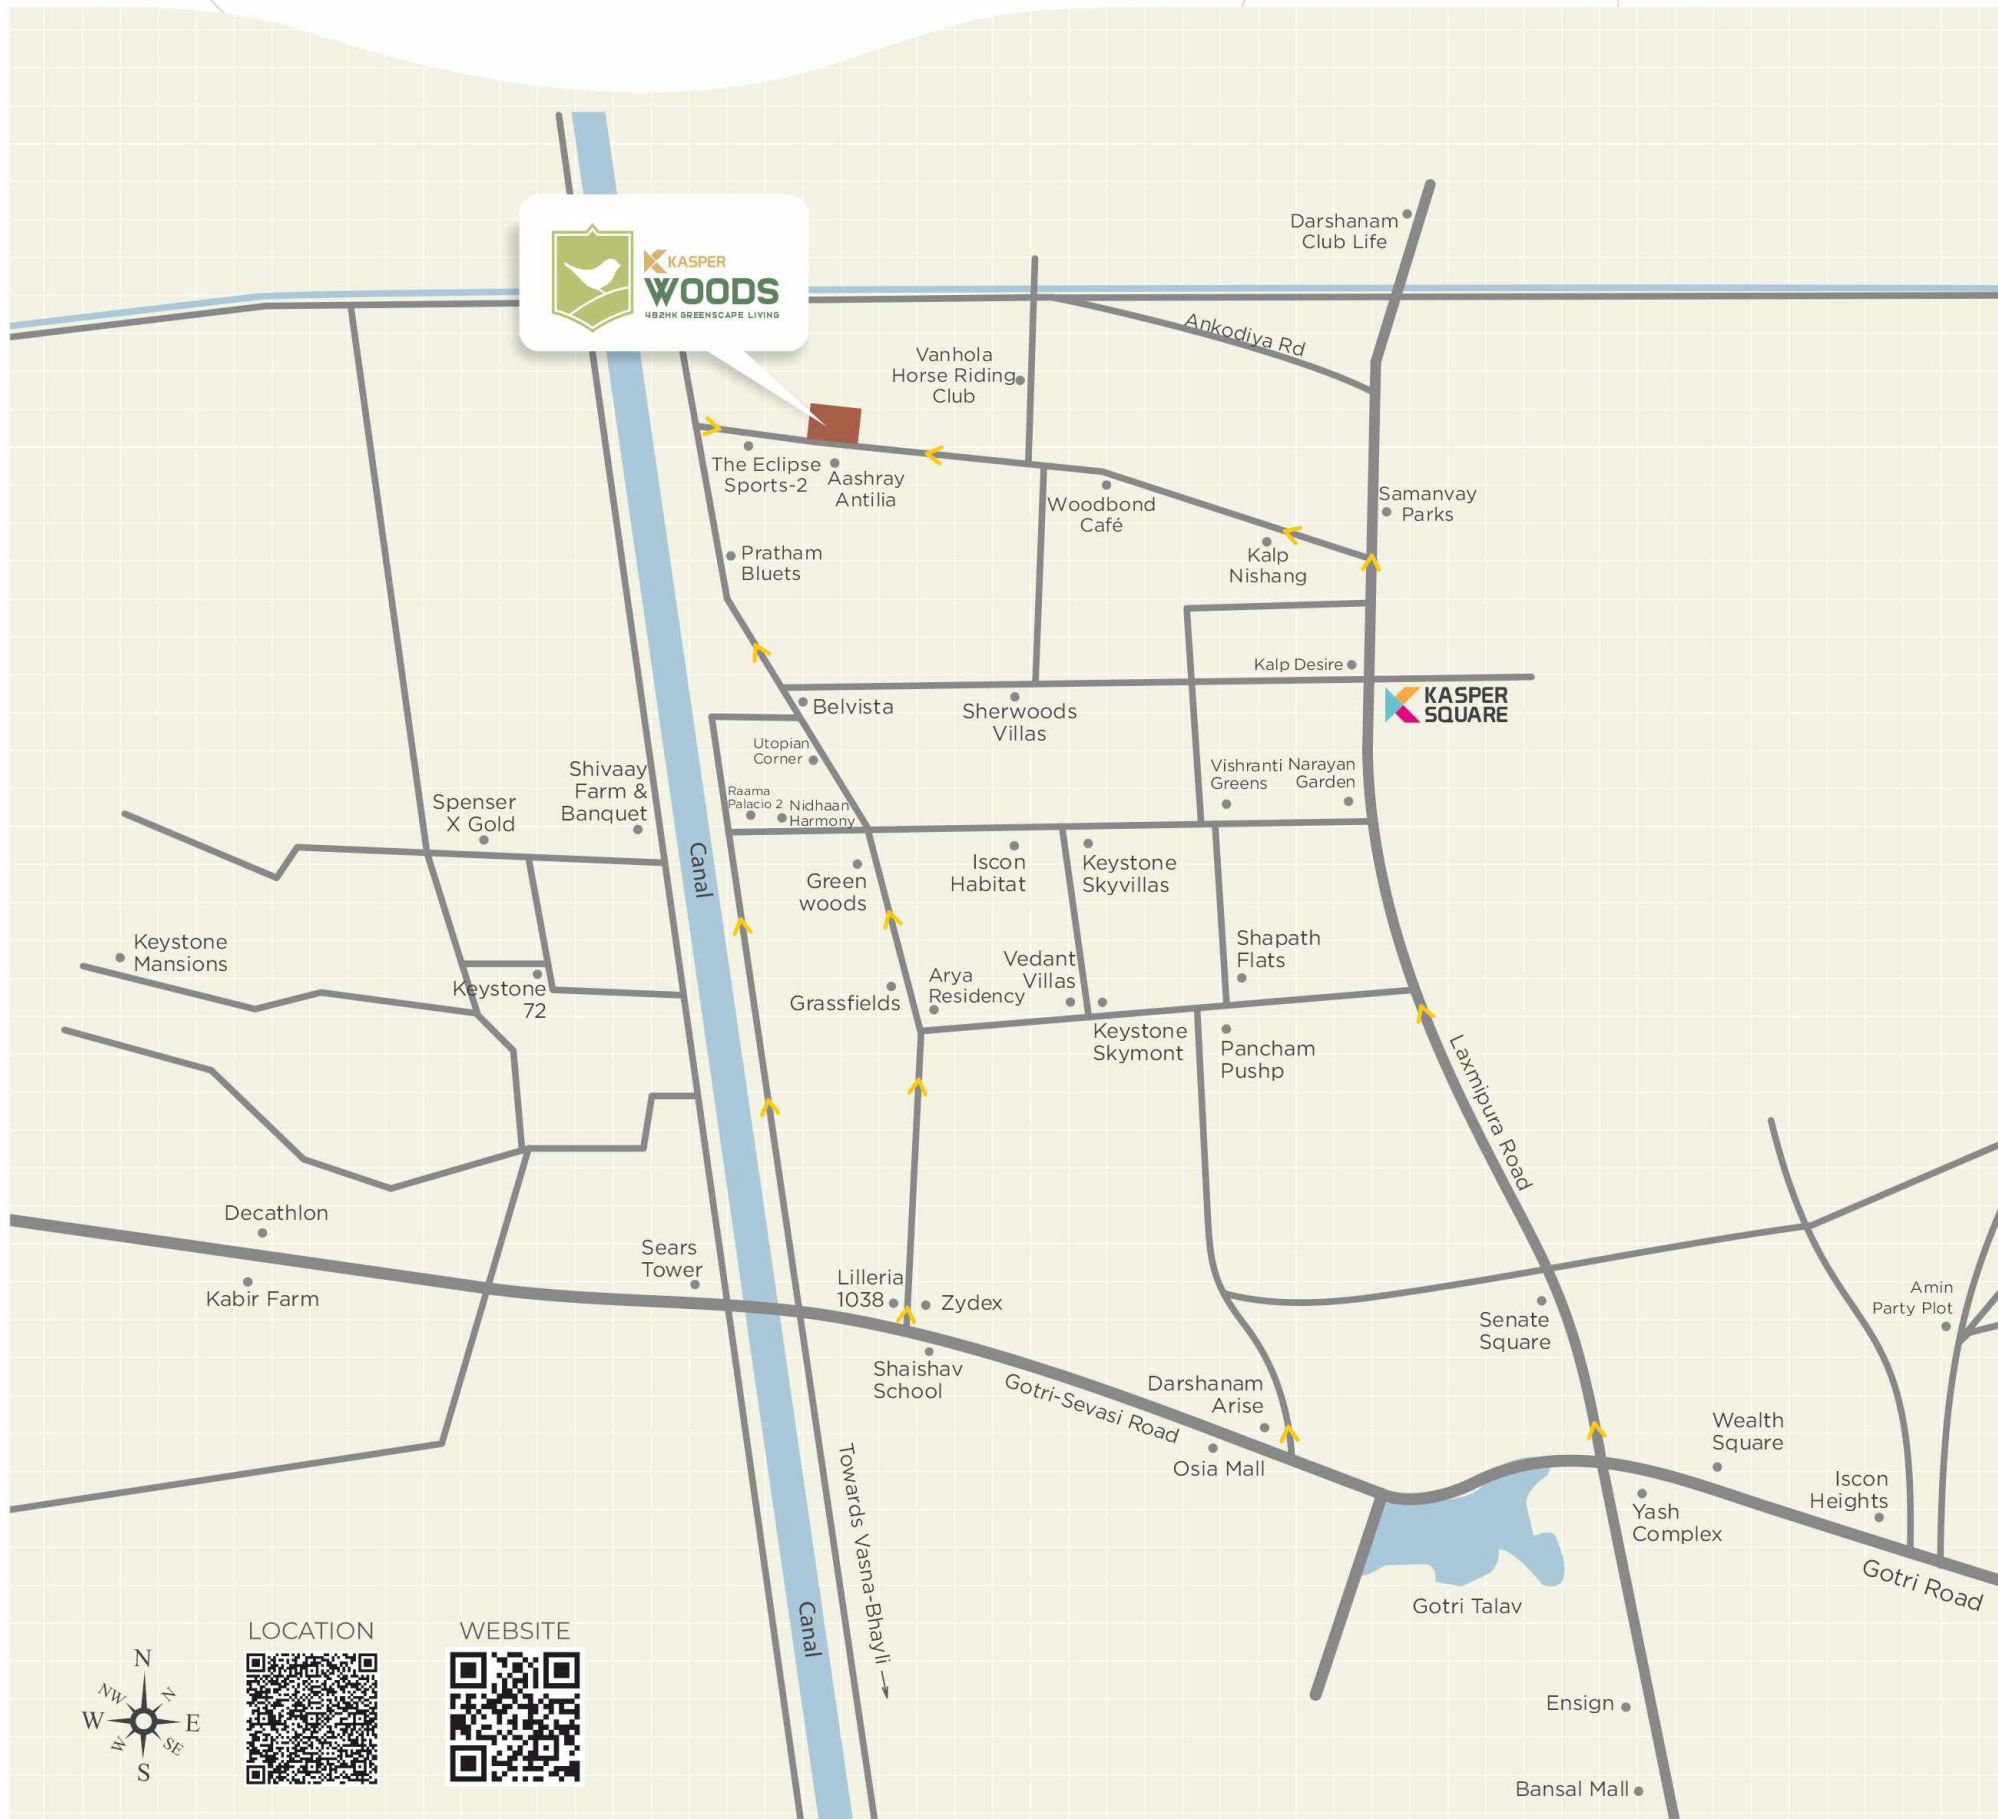 Darshanam
Club Life
KASPER
WOODS
4B2HK GREENSCAPE LIVING
Ankodiya Rd
Vanhola
Horse Riding
Club
The Eclipse
Sports-2
Aashray
Antilia
Woodbond
Café
Samanvay
Parks
Kalp
Nishang
Pratham
Bluets
Kalp Desire
KASPER
SQUARE
Belvista
Sherwoods
Villas
Utopian
Corner
Vishranti
Greens
Narayan
Garden
Shivaay
Farm &
Banquet
Spenser
X Gold
Raama
Palacio 2
Nidhaan
Harmony
Canal
Green
woods
Iscon
Habitat
Keystone
Skyvillas
Keystone
Mansions
Keystone
72
Grassfields
Arya
Residency
Vedant
Villas
Shapath
Flats
Keystone
Skymont
Pancham
Pushp
Laxmipura Road
Decathlon
Kabir Farm
Sears
Tower
Lilleria
1038
Zydex
Shaishav
School
Gotri-Sevasi Road
Darshanam
Arise
Osia Mall
Senate
Square
Amin
Party Plot
Wealth
Square
Iscon
Heights
Yash
Complex
Gotri Road
Gotri Talav
Towards Vasna-Bhayli
Canal
Ensign
Bansal Mall
LOCATION
WEBSITE
N
NW
N
W
E
W
SE
S